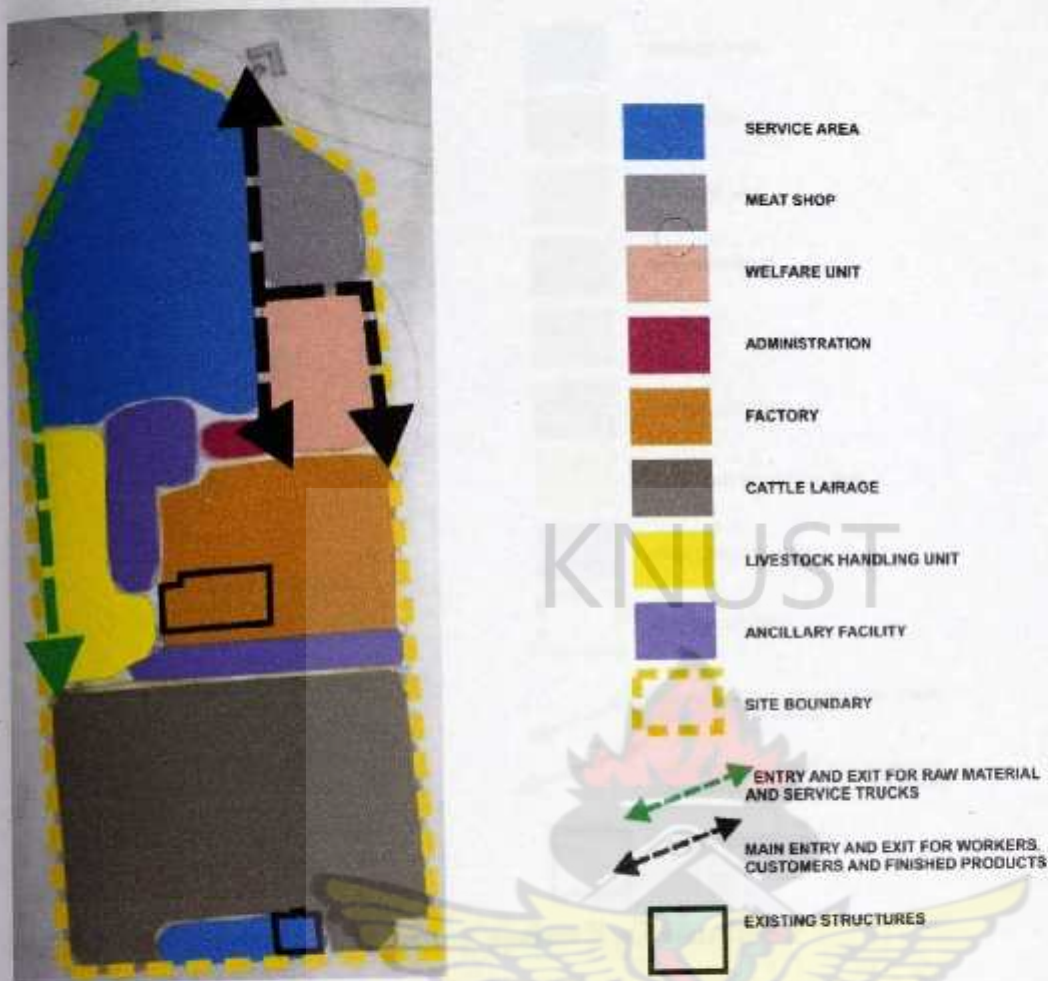 SERVICE AREA
MEAT SHOP
WELFARE UNIT
ADMINISTRATION
FACTORY
CATTLE LAIRAGE
LIVESTOCK HANDLING UNIT
KNUST
ANCILLARY FACILITY
SITE BOUNDARY
ENTRY AND EXIT FOR RAW MATERIAL
AND SERVICE TRUCKS
MAIN ENTRY AND EXIT FOR WORKERS,
CUSTOMERS AND FINISHED PRODUCTS
EXISTING STRUCTURES